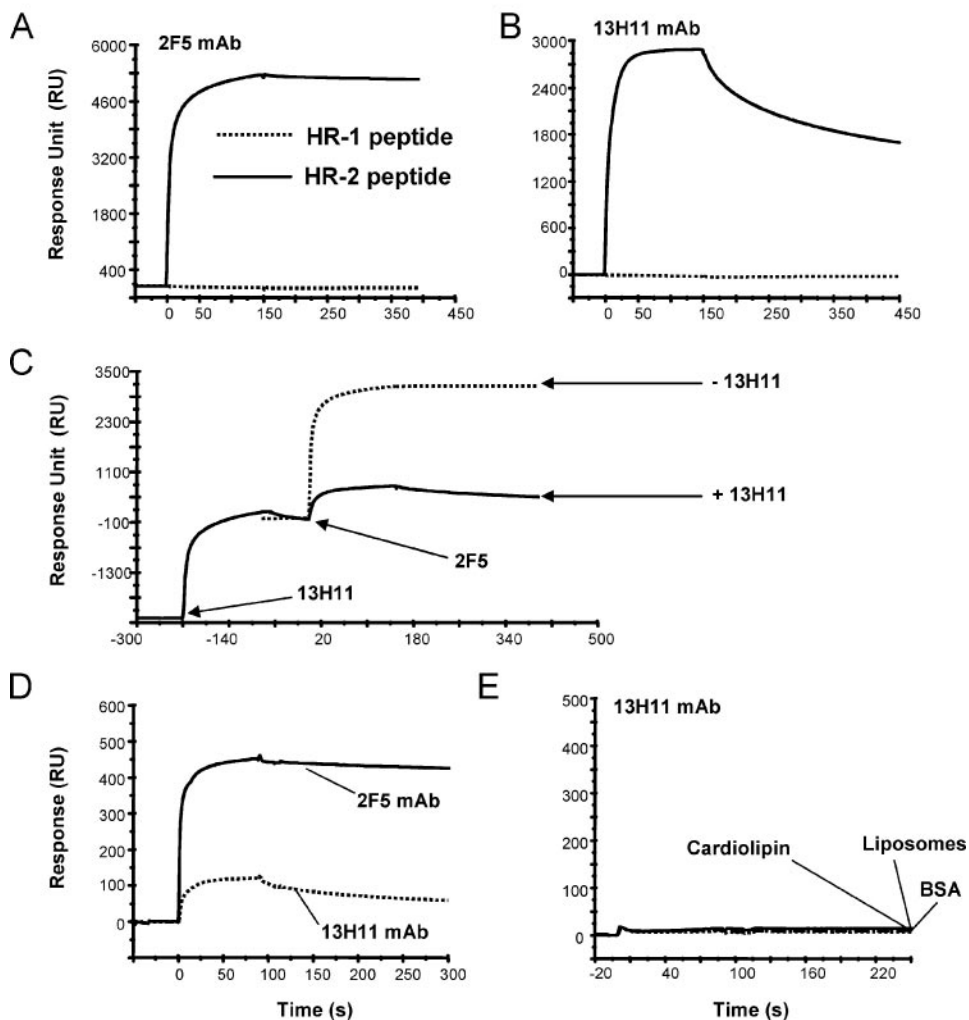 A
2F5 mAb
Response Unit (RU)
6000
4600
3200
1800
400
HR-1 peptide
HR-2 peptide
0 50 150 250 350 450
B
13H11 mAb
3000
2400
1800
1200
600
0
0 50 150 250 350 450
C
Response Unit (RU)
3500
2300
1100
-100
-1300
- 13H11
+ 13H11
2F5
13H11
-300 -140 20 180 340 500
D
Response (RU)
600
500
400
300
200
100
0
2F5 mAb
13H11 mAb
0 50 100 150 200 250 300
Time (s)
E
13H11 mAb
500
400
300
200
100
0
Cardiolipin
Liposomes
BSA
-20 40 100 160 220
Time (s)